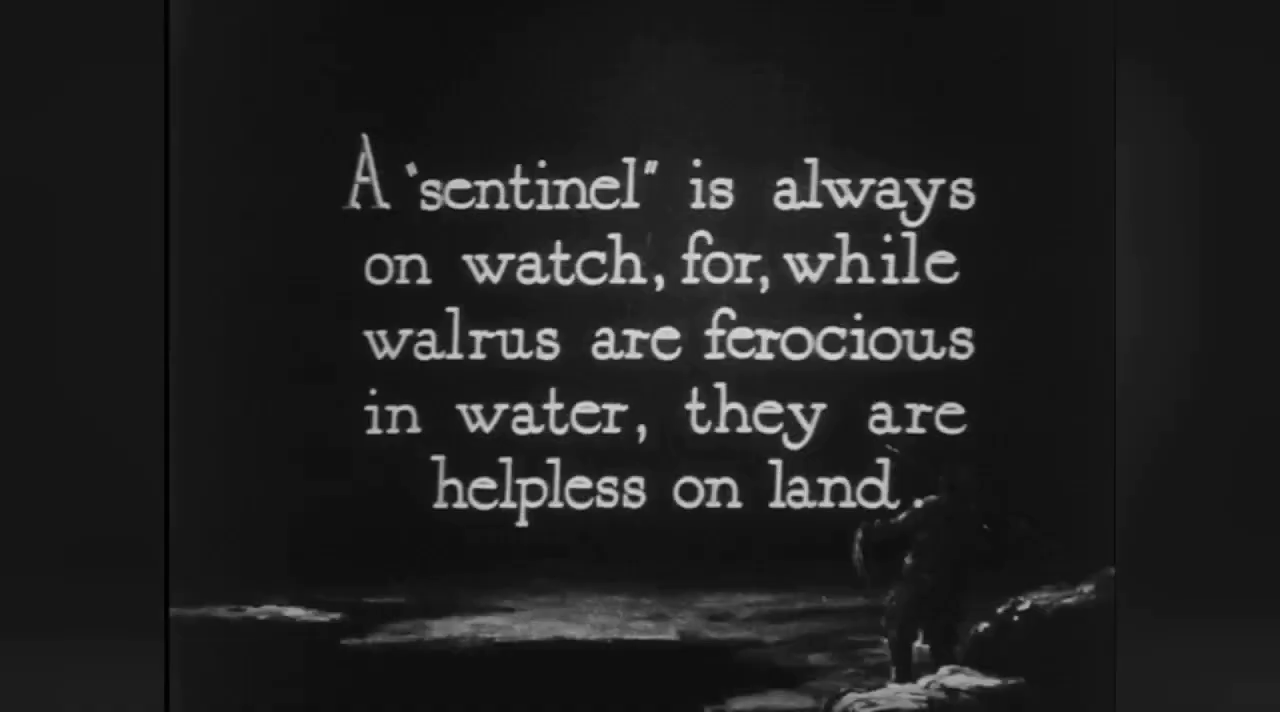 A "sentinel" is always
on watch, for, while
walrus are ferocious
in water, they are
helpless on land.